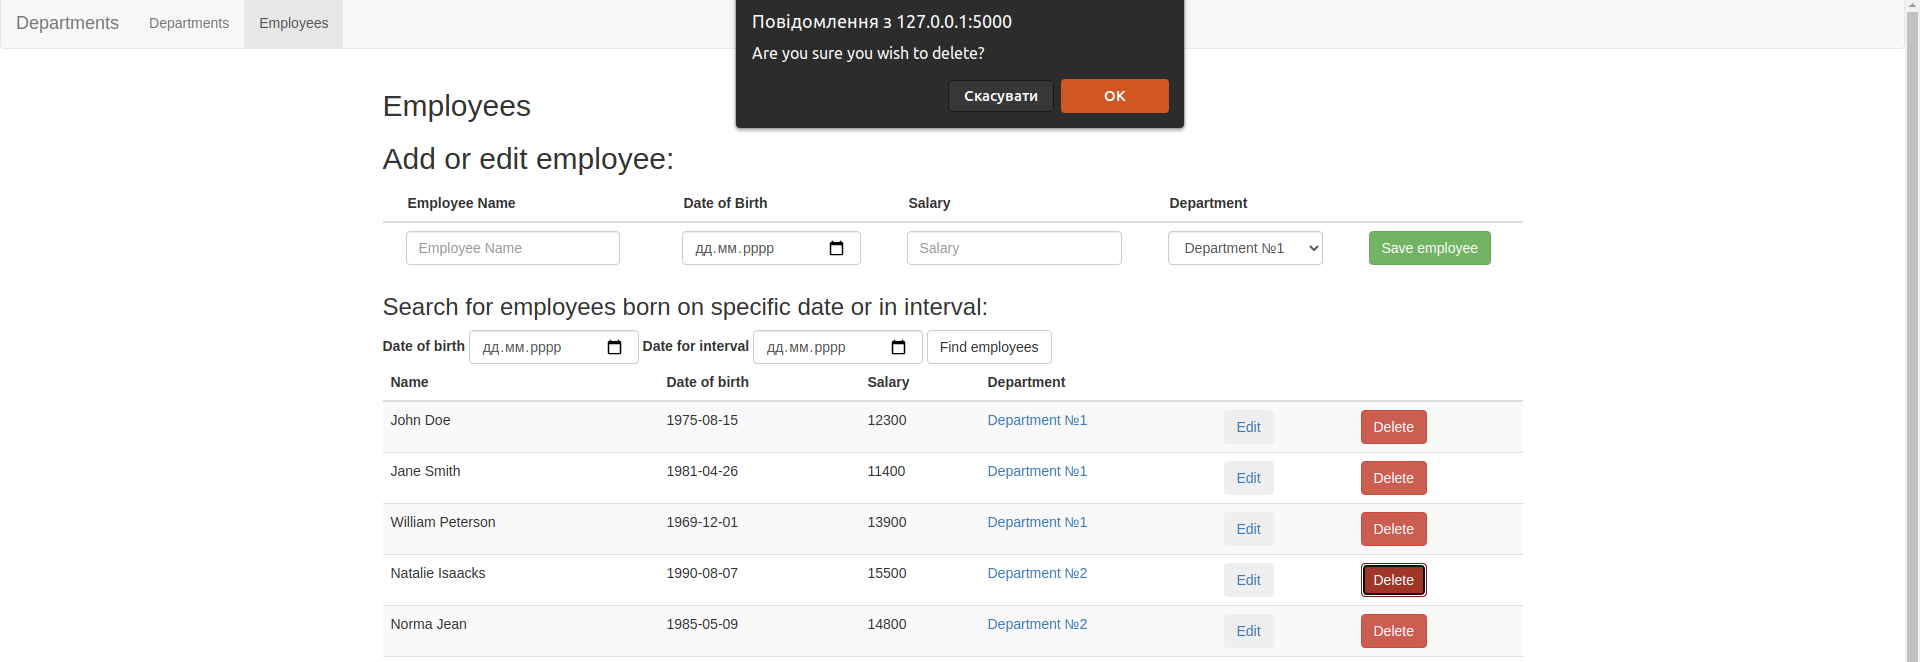 Departments Departments Employees
Повідомлення з 127.0.0.1:5000
Are you sure you wish to delete?
Скасувати OK
Employees
Add or edit employee:
Employee Name Date of Birth Salary Department
Employee Name дд.мм.рррр Salary Department №1 Save employee
Search for employees born on specific date or in interval:
Date of birth дд.мм.рррр Date for interval дд.мм.рррр Find employees
Name Date of birth Salary Department
John Doe 1975-08-15 12300 Department №1 Edit Delete
Jane Smith 1981-04-26 11400 Department №1 Edit Delete
William Peterson 1969-12-01 13900 Department №1 Edit Delete
Natalie Isaacks 1990-08-07 15500 Department №2 Edit Delete
Norma Jean 1985-05-09 14800 Department №2 Edit Delete